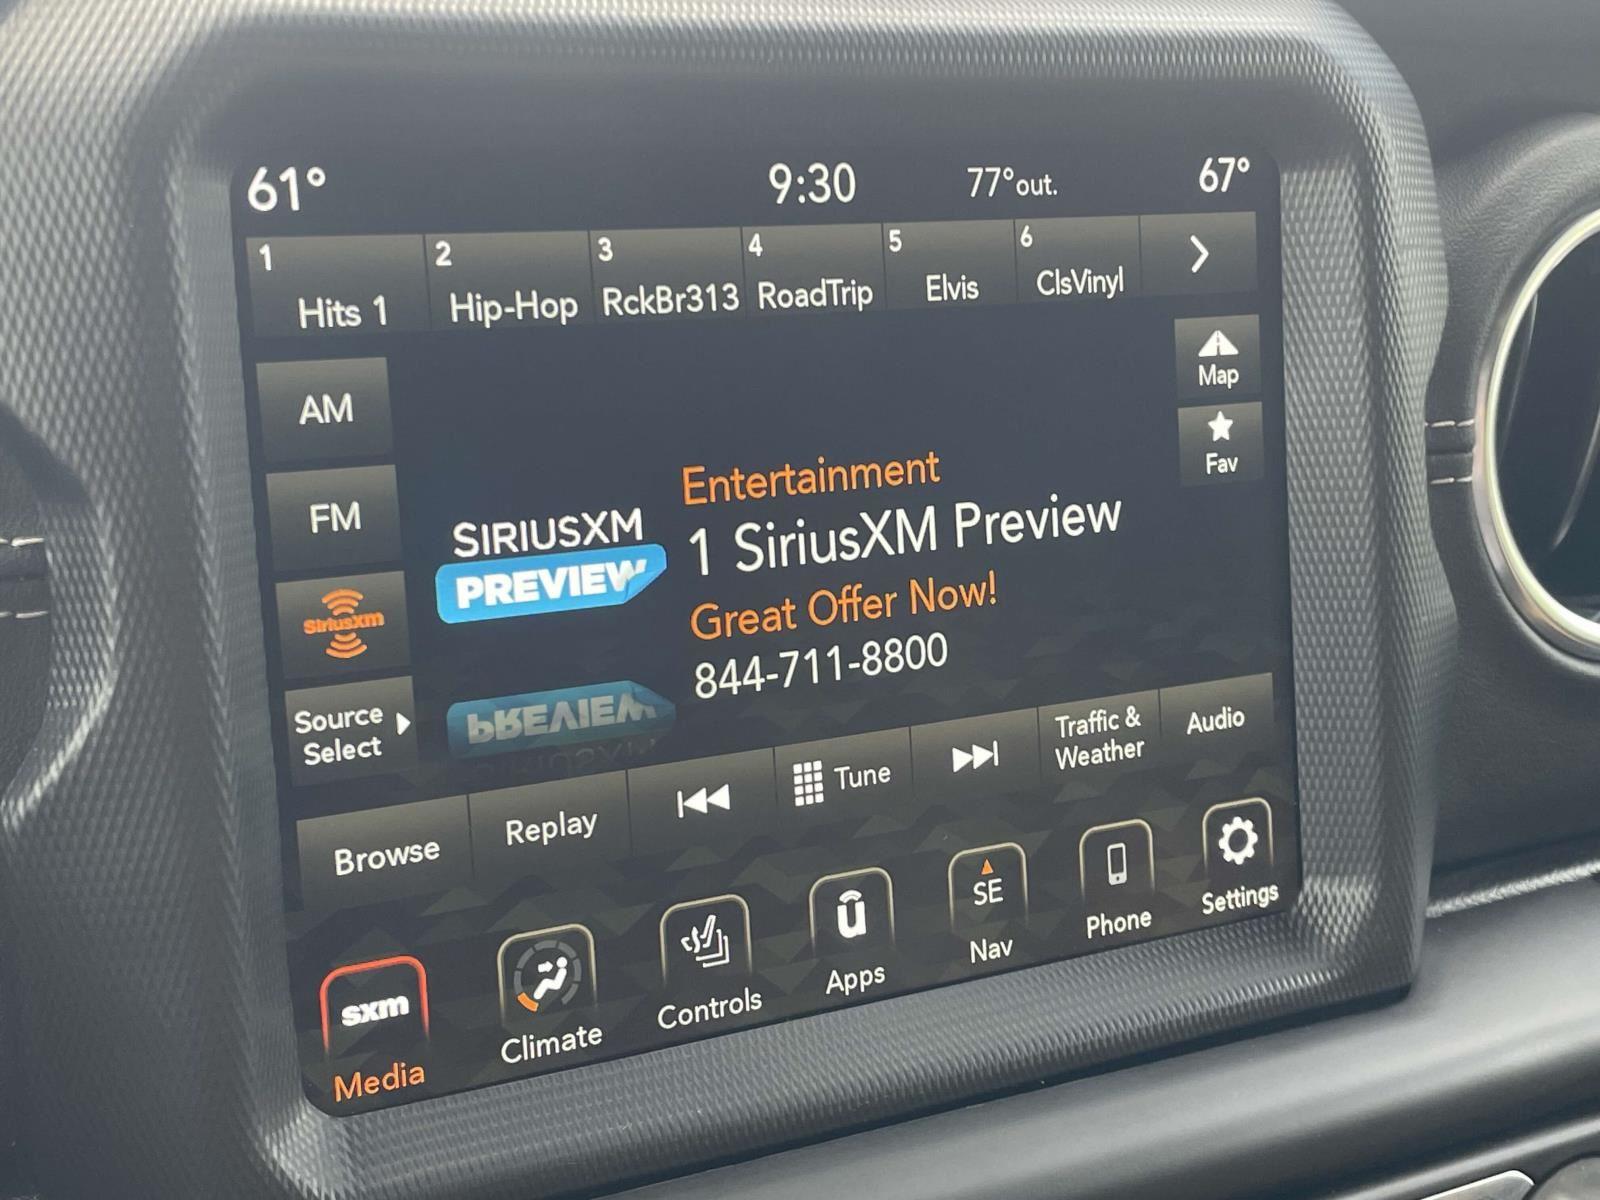 61° 9:30 77°out. 67°
1 2 3 4 5 6
Hits 1 Hip-Hop RckBr313 RoadTrip Elvis ClsVinyl
Map
AM
Fav
Entertainment
FM
SIRIUSXM
1 SiriusXM Preview
PREVIEW
Great Offer Now!
SiriusXM
844-711-8800
Source
Select
Traffic &
Weather
Audio
Browse Replay Tune
sxm
u
SE
Media Climate Controls Apps Nav Phone Settings